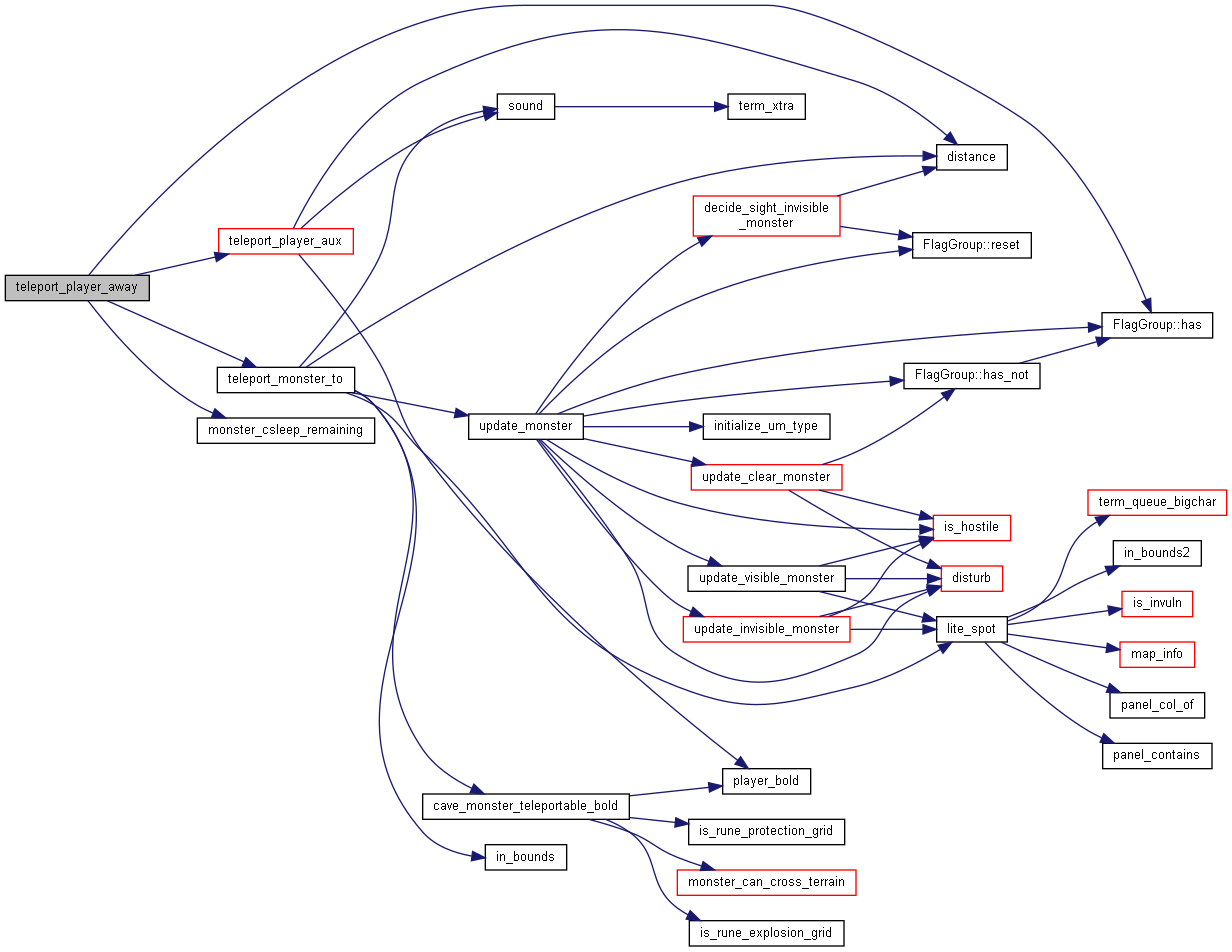 sound
term_xtra
distance
decide_sight_invisible
_monster
teleport_player_aux
FlagGroup::reset
teleport_player_away
FlagGroup::has
teleport_monster_to
FlagGroup::has_not
monster_csleep_remaining
update_monster
initialize_um_type
update_clear_monster
term_queue_bigchar
is_hostile
in_bounds2
update_visible_monster
disturb
is_invuln
update_invisible_monster
lite_spot
map_info
panel_col_of
panel_contains
player_bold
cave_monster_teleportable_bold
is_rune_protection_grid
in_bounds
monster_can_cross_terrain
is_rune_explosion_grid